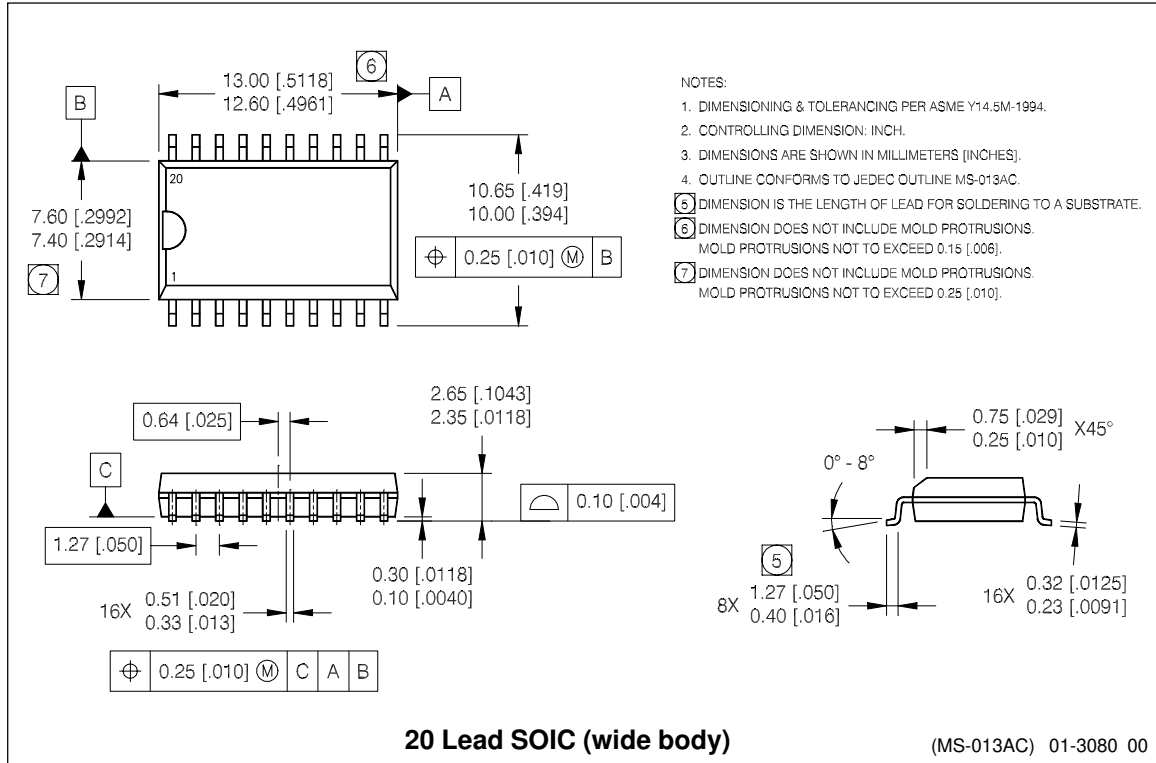 13.00 [.5118]
12.60 [.4961]
6
A
B
20
1
7.60 [.2992]
7.40 [.2914]
7
10.65 [.419]
10.00 [.394]
⌖ 0.25 [.010] Ⓜ B
NOTES:
1. DIMENSIONING & TOLERANCING PER ASME Y14.5M-1994.
2. CONTROLLING DIMENSION: INCH.
3. DIMENSIONS ARE SHOWN IN MILLIMETERS [INCHES].
4. OUTLINE CONFORMS TO JEDEC OUTLINE MS-013AC.
5 DIMENSION IS THE LENGTH OF LEAD FOR SOLDERING TO A SUBSTRATE.
6 DIMENSION DOES NOT INCLUDE MOLD PROTRUSIONS.
MOLD PROTRUSIONS NOT TO EXCEED 0.15 [.006].
7 DIMENSION DOES NOT INCLUDE MOLD PROTRUSIONS.
MOLD PROTRUSIONS NOT TO EXCEED 0.25 [.010].
0.64 [.025]
2.65 [.1043]
2.35 [.0118]
C
⌓ 0.10 [.004]
1.27 [.050]
0.30 [.0118]
0.10 [.0040]
16X 0.51 [.020]
0.33 [.013]
⌖ 0.25 [.010] Ⓜ C A B
0.75 [.029]
0.25 [.010] X45°
0° - 8°
5
8X 1.27 [.050]
0.40 [.016]
16X 0.32 [.0125]
0.23 [.0091]
20 Lead SOIC (wide body)
(MS-013AC) 01-3080 00